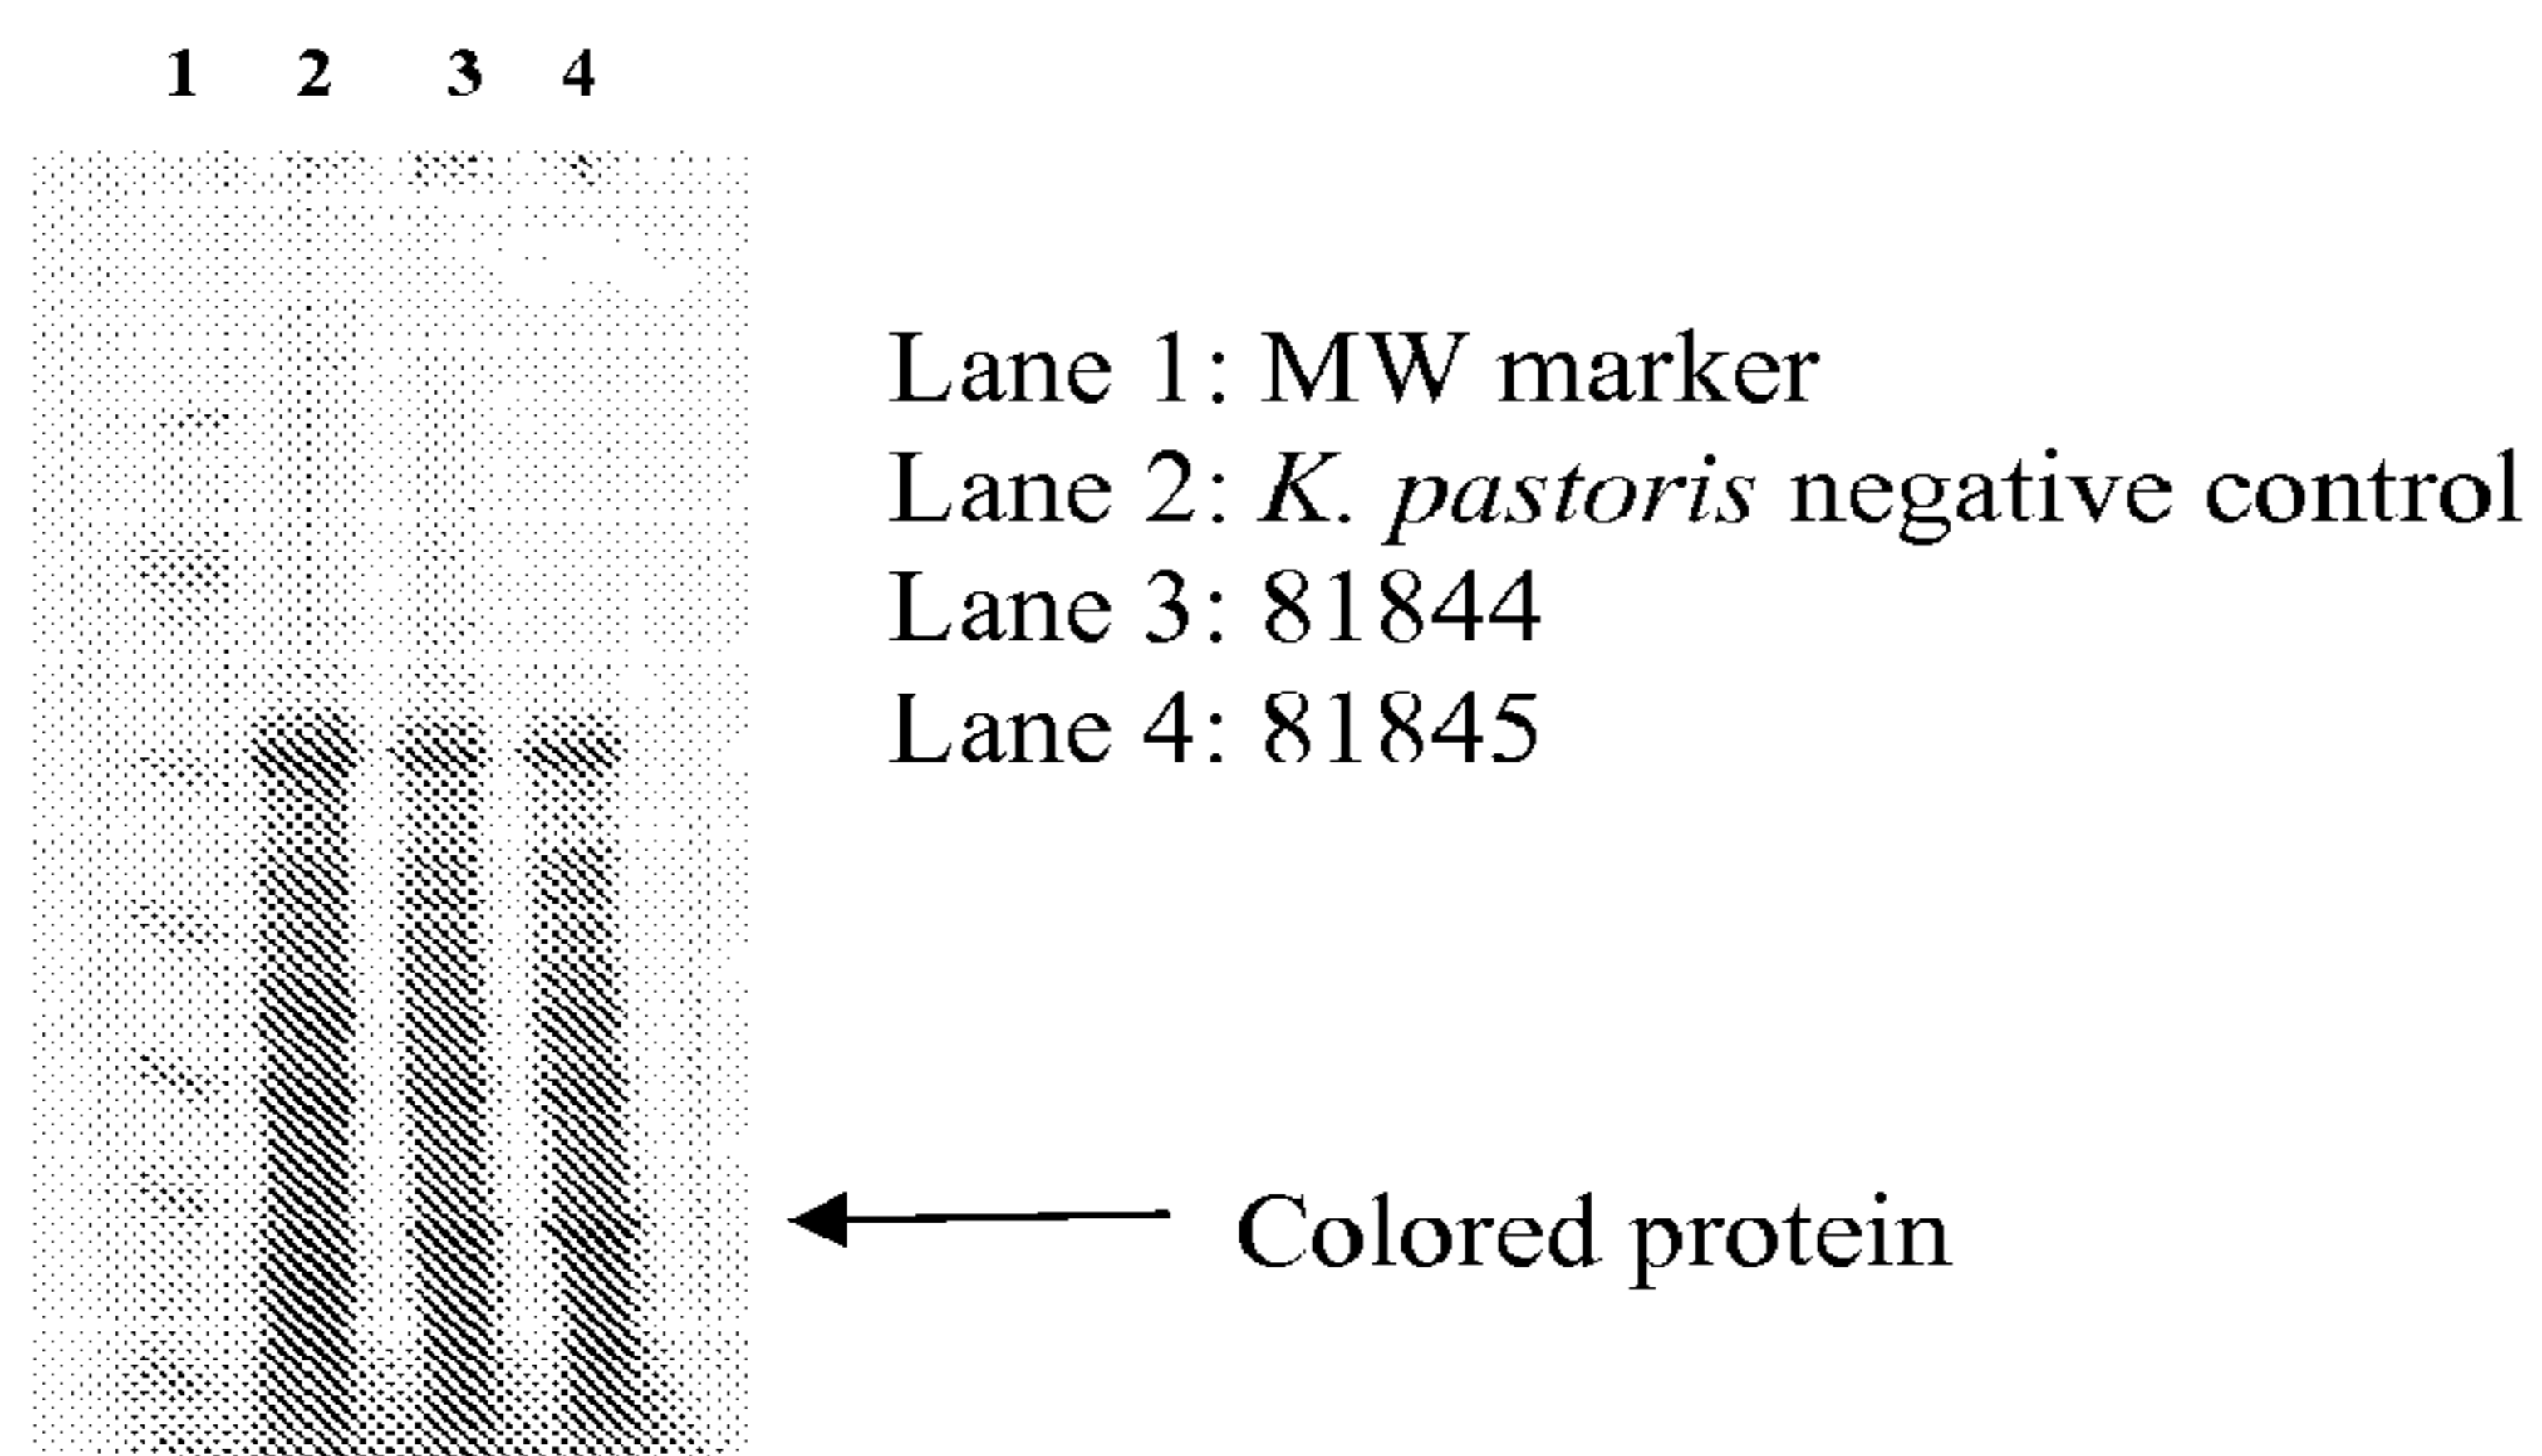 1 2 3 4
Lane 1: MW marker
Lane 2: K. pastoris negative control
Lane 3: 81844
Lane 4: 81845
Colored protein